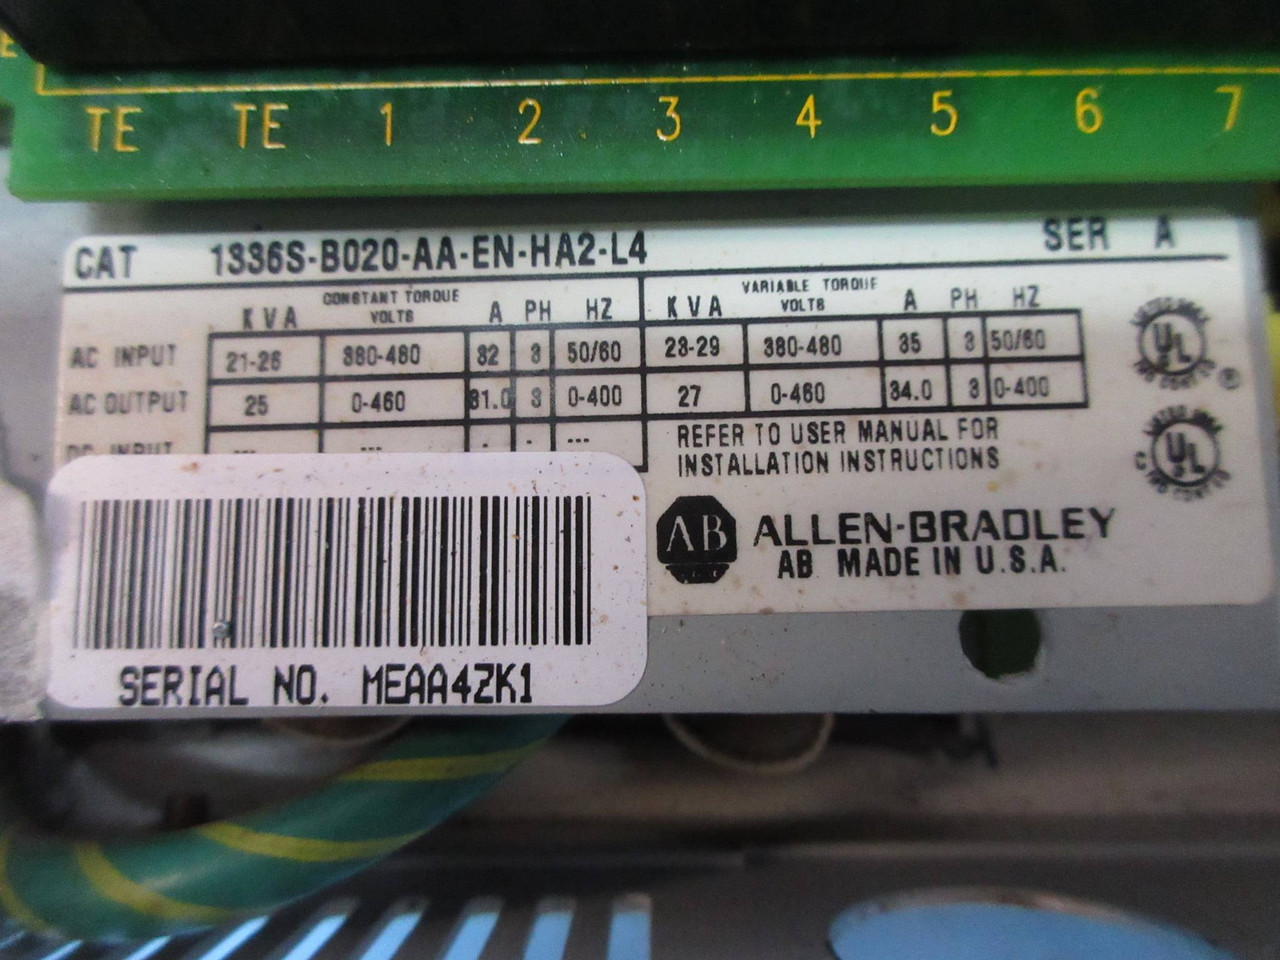 TE TE 1 2 3 4 5 6 7
CAT 1336S-B020-AA-EN-HA2-L4 SER A
CONSTANT TORQUE VARIABLE TORQUE
KVA VOLTS A PH HZ KVA VOLTS A PH HZ
AC INPUT 21-26 380-480 32 3 50/60 23-29 380-480 35 3 50/60
AC OUTPUT 25 0-460 31.0 3 0-400 27 0-460 34.0 3 0-400
DC INPUT --- --- - - ---
REFER TO USER MANUAL FOR
INSTALLATION INSTRUCTIONS
UL
UL
AB ALLEN-BRADLEY
AB MADE IN U.S.A.
SERIAL NO. MEAA4ZK1